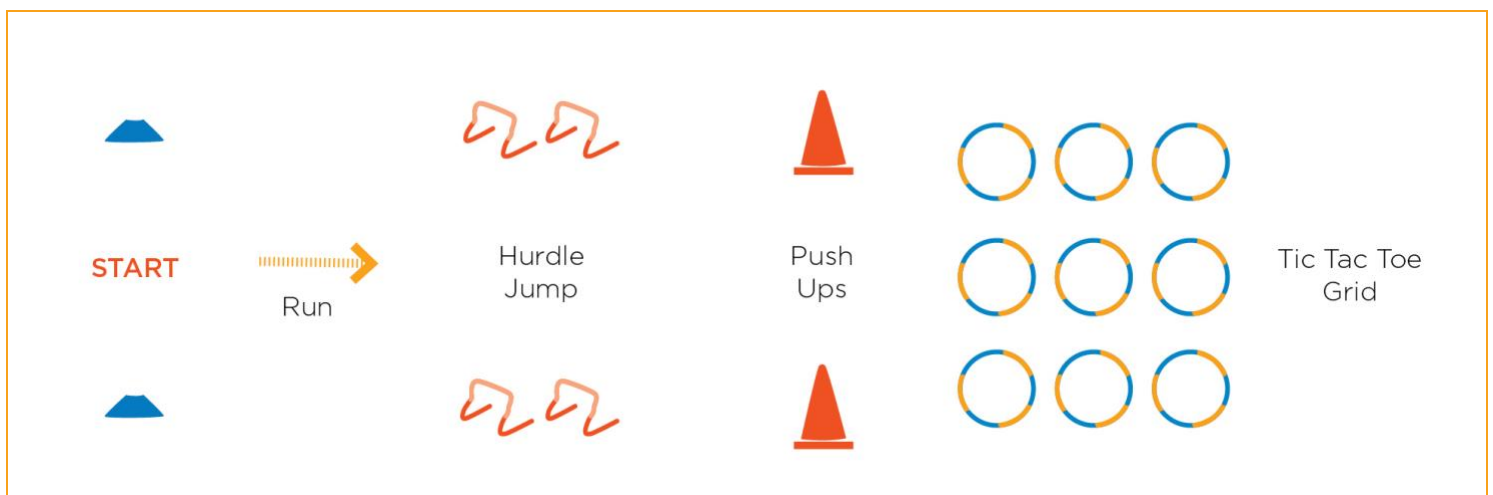 START
Run
Hurdle
Jump
Push
Ups
Tic Tac Toe
Grid